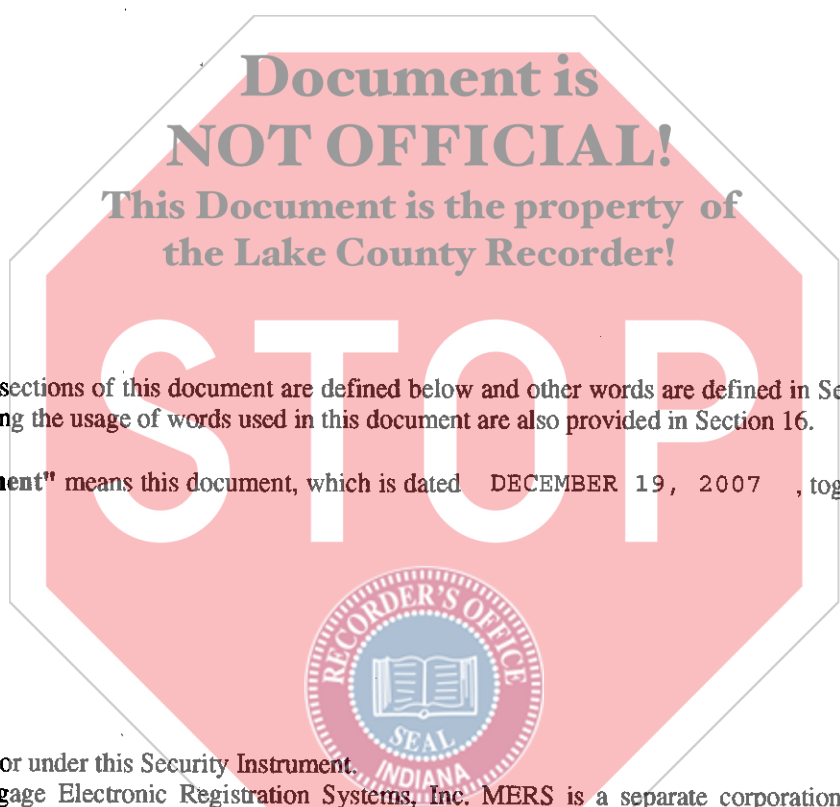 Document is
NOT OFFICIAL!
This Document is the property of
the Lake County Recorder!
STOP
sections of this document are defined below and other words are defined in Se
ng the usage of words used in this document are also provided in Section 16.
nent" means this document, which is dated DECEMBER 19, 2007 , tog
RECORDER'S OFFICE
SEAL
INDIANA
or under this Security Instrument.
gage Electronic Registration Systems, Inc. MERS is a separate corporation